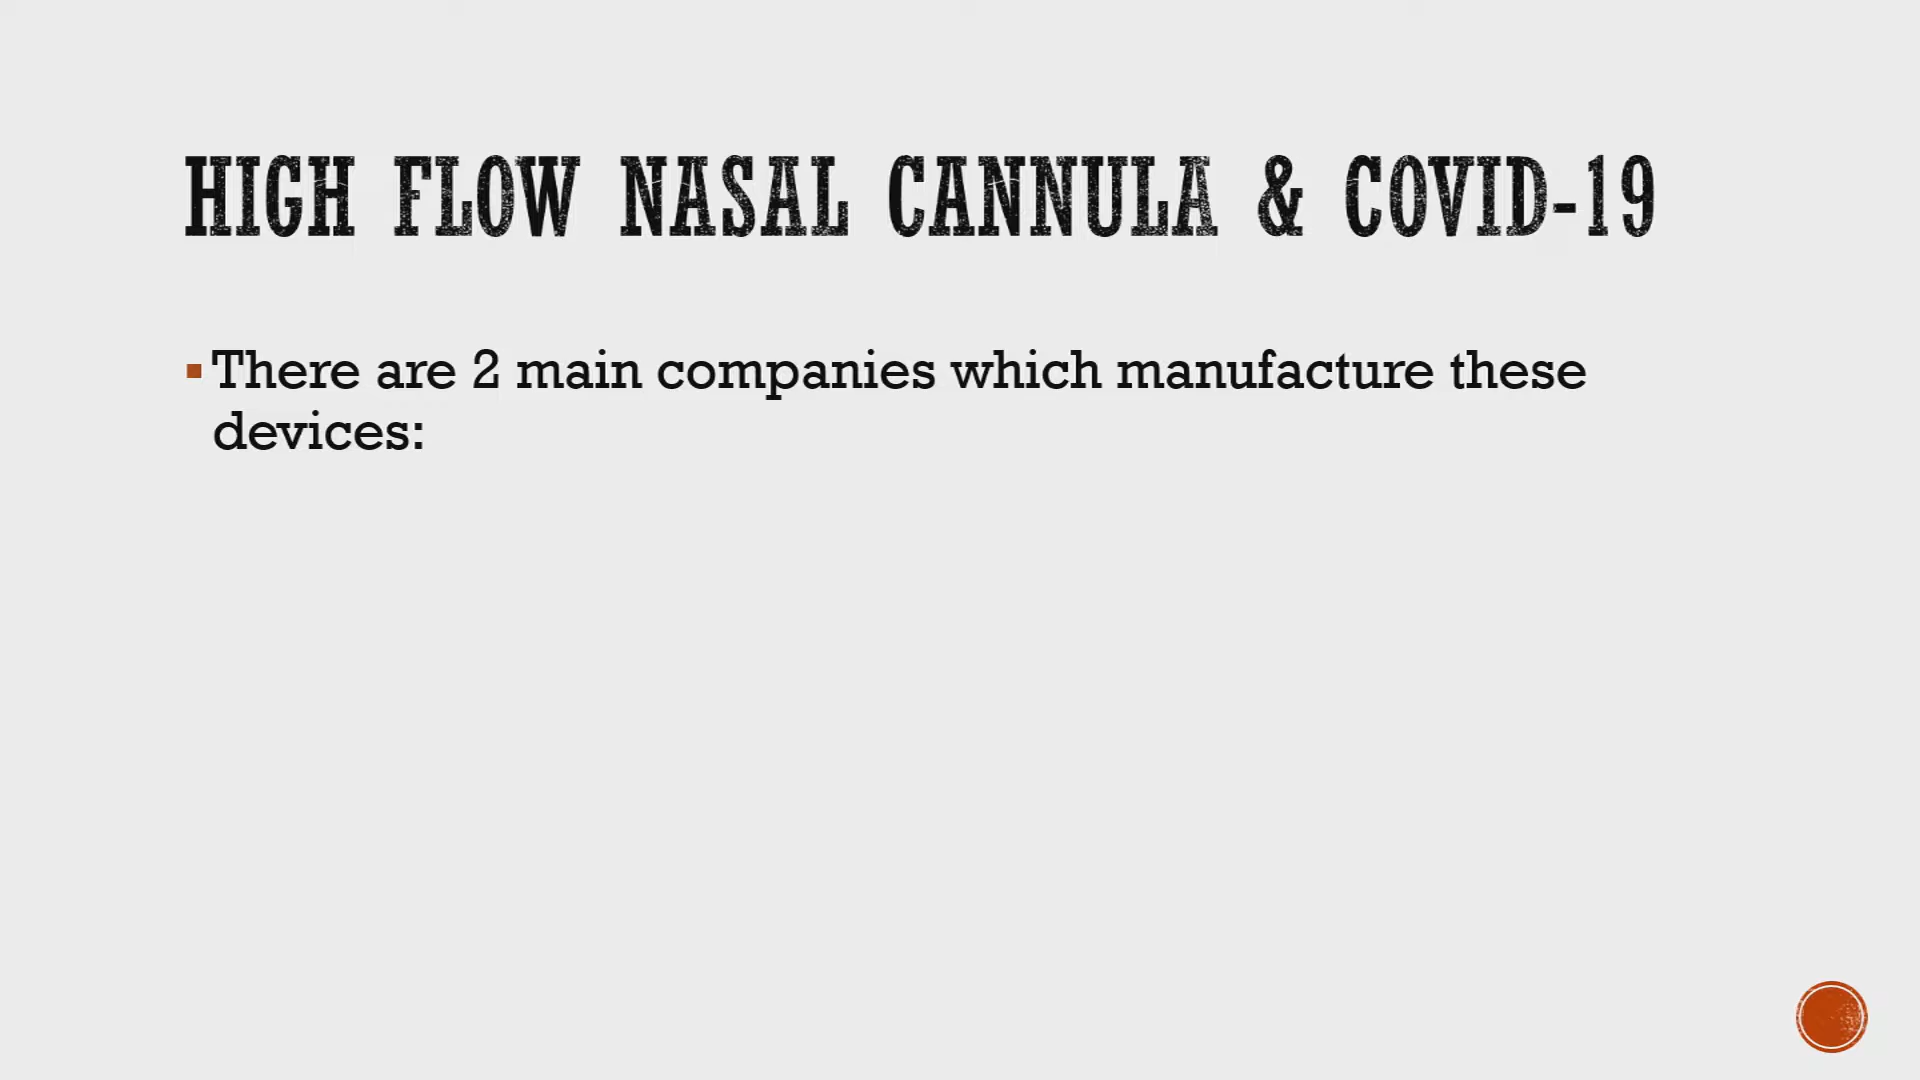 HIGH FLOW NASAL CANNULA & COVID-19
▪ There are 2 main companies which manufacture these
devices: